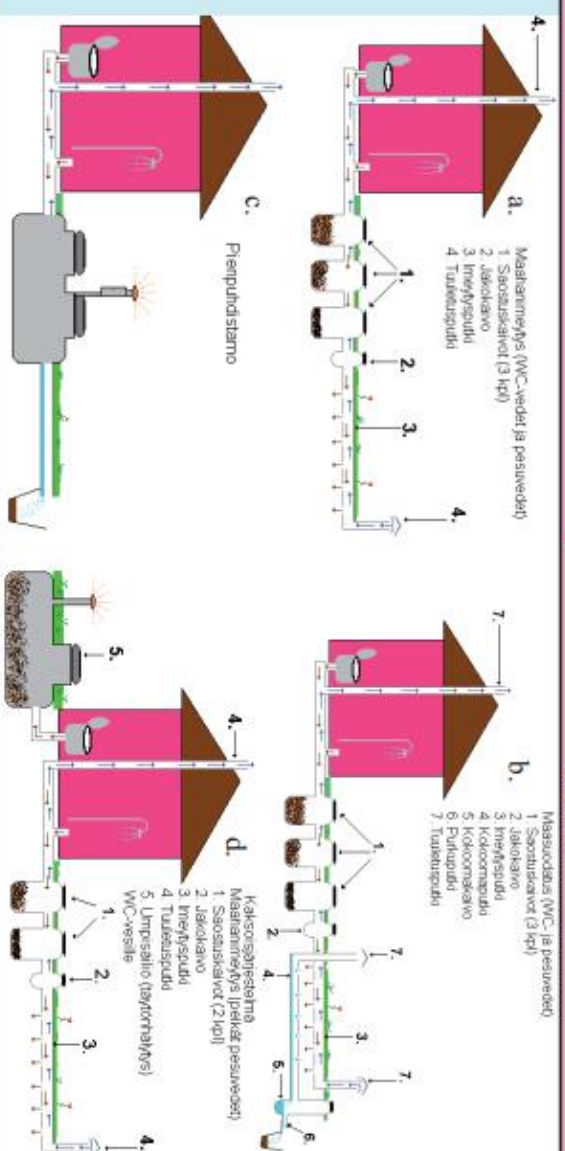 a.
Maahanimeytys (WC-vedet ja pesuvedet)
1 Saostuskaivot (3 kpl)
2 Jakokaivo
3 Imeytysputki
4 Tuuletusputki
4.
1.
2.
3.
4.
b.
Maasuodatus (WC- ja pesuvedet)
1 Saostuskaivot (3 kpl)
2 Jakokaivo
3 Imeytysputki
4 Kokoomaputki
5 Kokoomakaivo
6 Purkuputki
7 Tuuletusputki
7.
1.
2.
7.
4.
3.
7.
5.
6.
c.
Pienpuhdistamo
d.
Kaksoisjärjestelmä
Maahanimeytys (pelkät pesuvedet)
1 Saostuskaivot (2 kpl)
2 Jakokaivo
3 Imeytysputki
4 Tuuletusputki
5 Umpisäiliö (täytönhälytys)
WC-vesille
5.
4.
1.
2.
3.
4.